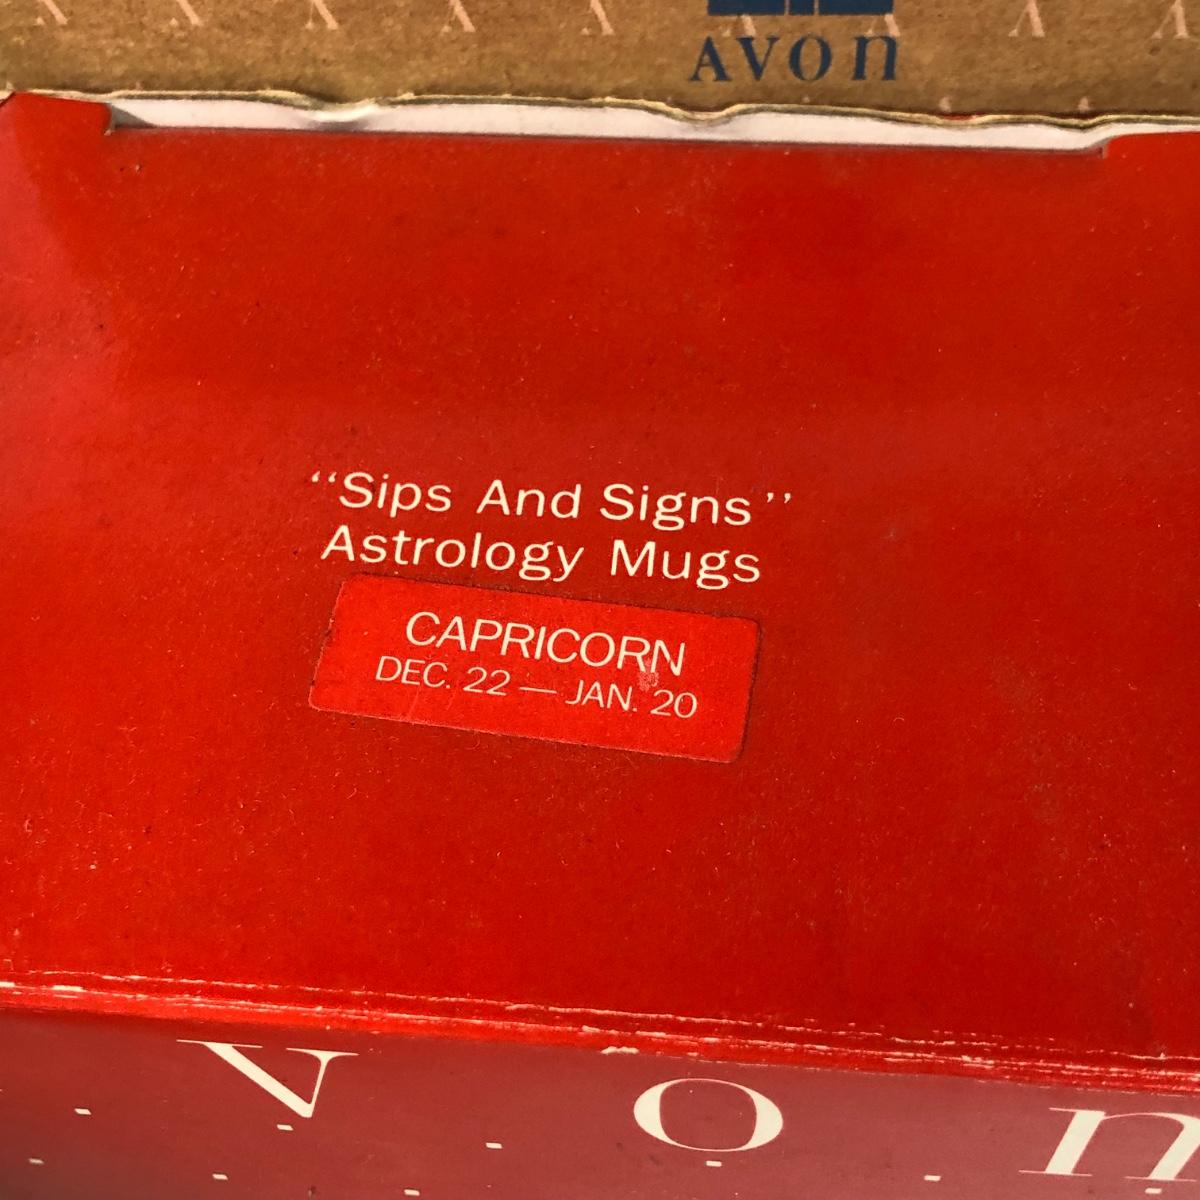 AVON
“Sips And Signs”
Astrology Mugs
CAPRICORN
DEC. 22 — JAN. 20
V O n